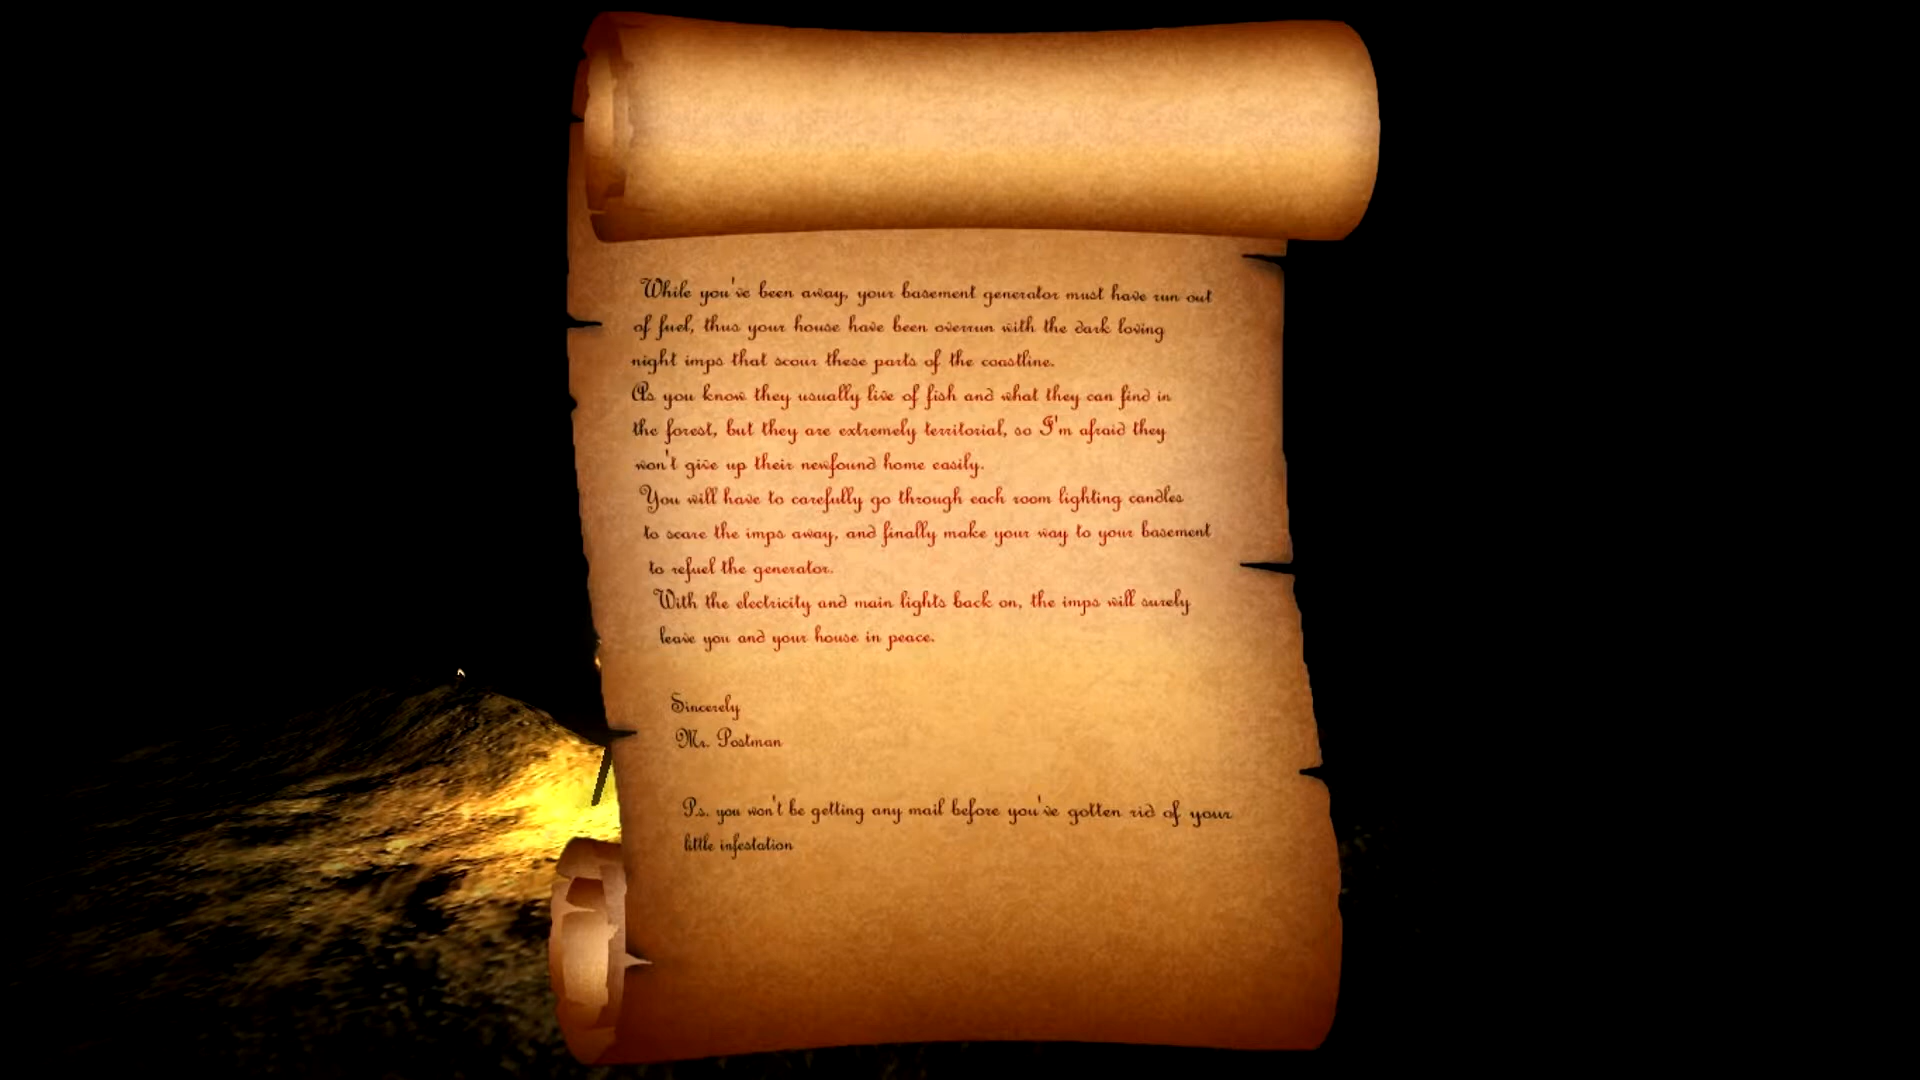 While you've been away, your basement generator must have run out
of fuel, thus your house have been overrun with the dark loving
night imps that scour these parts of the coastline.
As you know they usually live of fish and what they can find in
the forest, but they are extremely territorial, so I'm afraid they
won't give up their newfound home easily.
You will have to carefully go through each room lighting candles
to scare the imps away, and finally make your way to your basement
to refuel the generator.
With the electricity and main lights back on, the imps will surely
leave you and your house in peace.
Sincerely
Mr. Postman
P.s. you won't be getting any mail before you've gotten rid of your
little infestation